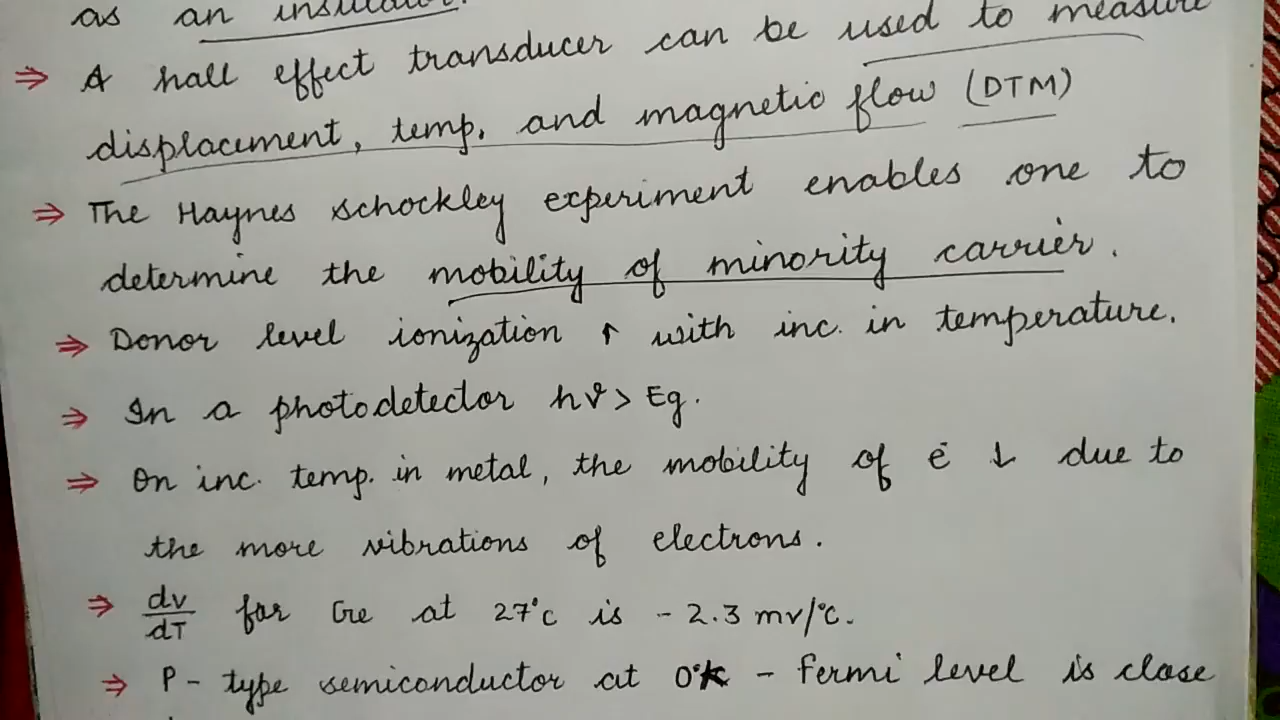 as an insulator.
⇒ A hall effect transducer can be used to measure
displacement, temp. and magnetic flow (DTM)
⇒ The Haynes schockley experiment enables one to
determine the mobility of minority carrier.
⇒ Donor level ionization ↑ with inc. in temperature.
⇒ In a photodetector hν > Eg.
⇒ On inc. temp. in metal, the mobility of ē ↓ due to
the more vibrations of electrons.
⇒ dv/dT for Ge at 27°c is - 2.3 mv/°c.
⇒ P - type semiconductor at 0°K - fermi level is close